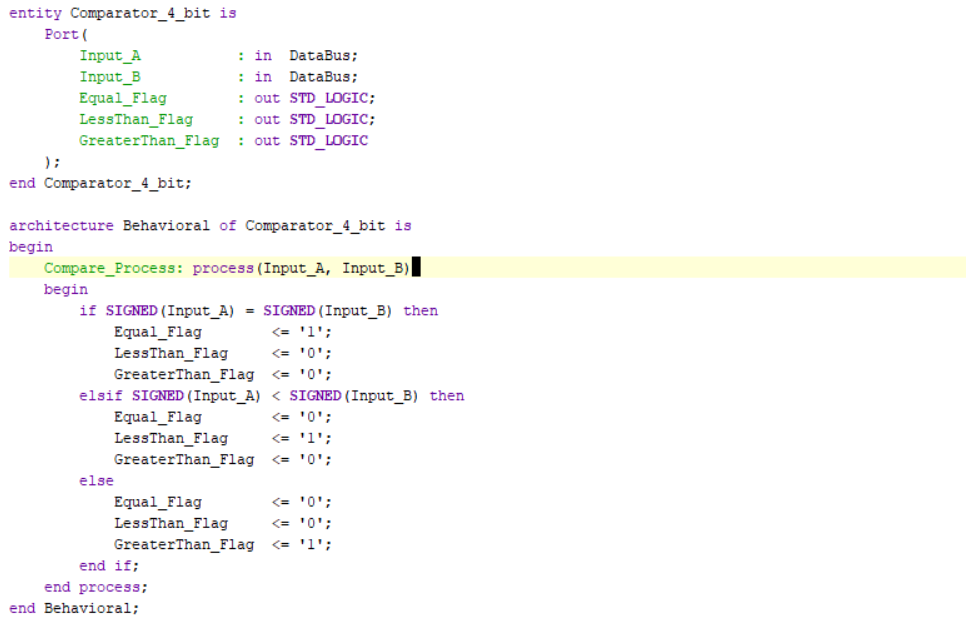 entity Comparator_4_bit is
    Port(
        Input_A           : in  DataBus;
        Input_B           : in  DataBus;
        Equal_Flag        : out STD_LOGIC;
        LessThan_Flag     : out STD_LOGIC;
        GreaterThan_Flag  : out STD_LOGIC
    );
end Comparator_4_bit;

architecture Behavioral of Comparator_4_bit is
begin
    Compare_Process: process(Input_A, Input_B)
    begin
        if SIGNED(Input_A) = SIGNED(Input_B) then
            Equal_Flag        <= '1';
            LessThan_Flag     <= '0';
            GreaterThan_Flag  <= '0';
        elsif SIGNED(Input_A) < SIGNED(Input_B) then
            Equal_Flag        <= '0';
            LessThan_Flag     <= '1';
            GreaterThan_Flag  <= '0';
        else
            Equal_Flag        <= '0';
            LessThan_Flag     <= '0';
            GreaterThan_Flag  <= '1';
        end if;
    end process;
end Behavioral;